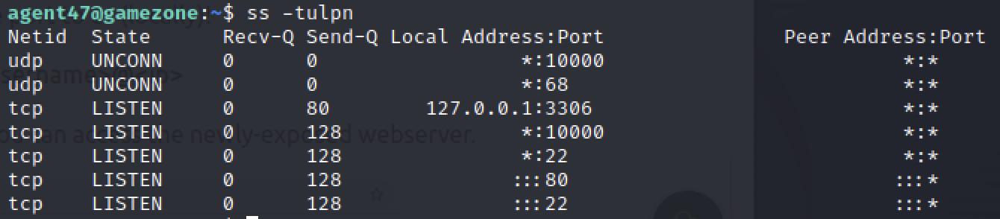 agent47@gamezone:~$ ss -tulpn
Netid State Recv-Q Send-Q Local Address:Port Peer Address:Port
udp UNCONN 0 0 *:10000 *:*
udp UNCONN 0 0 *:68 *:*
tcp LISTEN 0 80 127.0.0.1:3306 *:*
tcp LISTEN 0 128 *:10000 *:*
tcp LISTEN 0 128 *:22 *:*
tcp LISTEN 0 128 :::80 :::*
tcp LISTEN 0 128 :::22 :::*